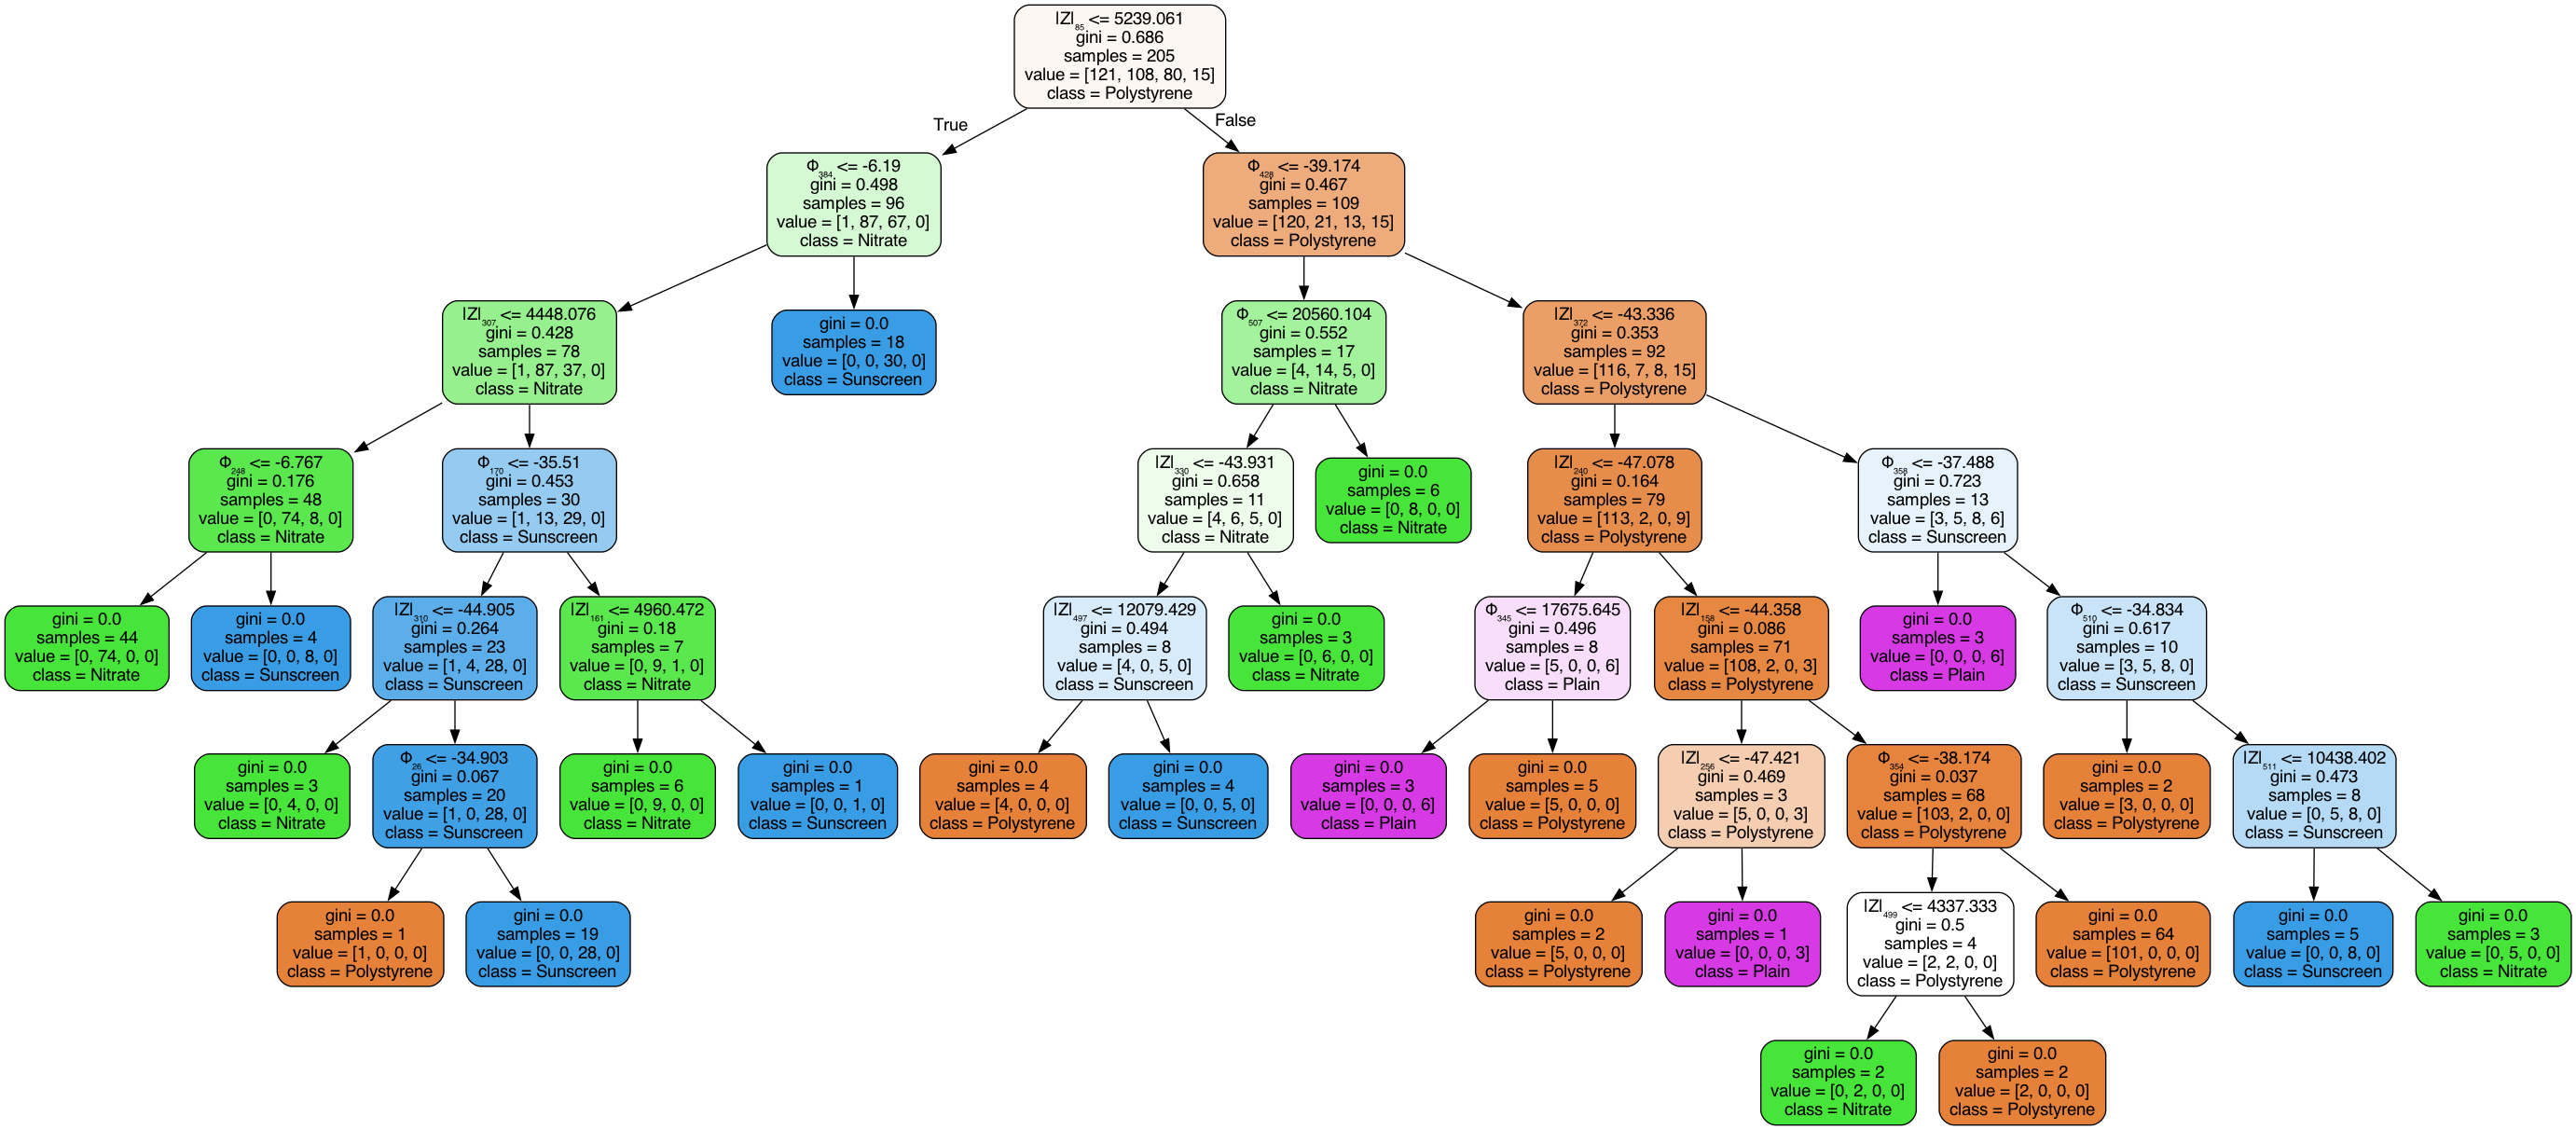 |Z|85 <= 5239.061
gini = 0.686
samples = 205
value = [121, 108, 80, 15]
class = Polystyrene
True
False
Φ384 <= -6.19
gini = 0.498
samples = 96
value = [1, 87, 67, 0]
class = Nitrate
Φ428 <= -39.174
gini = 0.467
samples = 109
value = [120, 21, 13, 15]
class = Polystyrene
|Z|307 <= 4448.076
gini = 0.428
samples = 78
value = [1, 87, 37, 0]
class = Nitrate
gini = 0.0
samples = 18
value = [0, 0, 30, 0]
class = Sunscreen
Φ507 <= 20560.104
gini = 0.552
samples = 17
value = [4, 14, 5, 0]
class = Nitrate
|Z|372 <= -43.336
gini = 0.353
samples = 92
value = [116, 7, 8, 15]
class = Polystyrene
Φ248 <= -6.767
gini = 0.176
samples = 48
value = [0, 74, 8, 0]
class = Nitrate
Φ170 <= -35.51
gini = 0.453
samples = 30
value = [1, 13, 29, 0]
class = Sunscreen
|Z|330 <= -43.931
gini = 0.658
samples = 11
value = [4, 6, 5, 0]
class = Nitrate
gini = 0.0
samples = 6
value = [0, 8, 0, 0]
class = Nitrate
|Z|240 <= -47.078
gini = 0.164
samples = 79
value = [113, 2, 0, 9]
class = Polystyrene
Φ358 <= -37.488
gini = 0.723
samples = 13
value = [3, 5, 8, 6]
class = Sunscreen
gini = 0.0
samples = 44
value = [0, 74, 0, 0]
class = Nitrate
gini = 0.0
samples = 4
value = [0, 0, 8, 0]
class = Sunscreen
|Z|310 <= -44.905
gini = 0.264
samples = 23
value = [1, 4, 28, 0]
class = Sunscreen
|Z|161 <= 4960.472
gini = 0.18
samples = 7
value = [0, 9, 1, 0]
class = Nitrate
|Z|497 <= 12079.429
gini = 0.494
samples = 8
value = [4, 0, 5, 0]
class = Sunscreen
gini = 0.0
samples = 3
value = [0, 6, 0, 0]
class = Nitrate
Φ345 <= 17675.645
gini = 0.496
samples = 8
value = [5, 0, 0, 6]
class = Plain
|Z|158 <= -44.358
gini = 0.086
samples = 71
value = [108, 2, 0, 3]
class = Polystyrene
gini = 0.0
samples = 3
value = [0, 0, 0, 6]
class = Plain
Φ510 <= -34.834
gini = 0.617
samples = 10
value = [3, 5, 8, 0]
class = Sunscreen
gini = 0.0
samples = 3
value = [0, 4, 0, 0]
class = Nitrate
Φ26 <= -34.903
gini = 0.067
samples = 20
value = [1, 0, 28, 0]
class = Sunscreen
gini = 0.0
samples = 6
value = [0, 9, 0, 0]
class = Nitrate
gini = 0.0
samples = 1
value = [0, 0, 1, 0]
class = Sunscreen
gini = 0.0
samples = 4
value = [4, 0, 0, 0]
class = Polystyrene
gini = 0.0
samples = 4
value = [0, 0, 5, 0]
class = Sunscreen
gini = 0.0
samples = 3
value = [0, 0, 0, 6]
class = Plain
gini = 0.0
samples = 5
value = [5, 0, 0, 0]
class = Polystyrene
|Z|256 <= -47.421
gini = 0.469
samples = 3
value = [5, 0, 0, 3]
class = Polystyrene
Φ354 <= -38.174
gini = 0.037
samples = 68
value = [103, 2, 0, 0]
class = Polystyrene
gini = 0.0
samples = 2
value = [3, 0, 0, 0]
class = Polystyrene
|Z|511 <= 10438.402
gini = 0.473
samples = 8
value = [0, 5, 8, 0]
class = Sunscreen
gini = 0.0
samples = 1
value = [1, 0, 0, 0]
class = Polystyrene
gini = 0.0
samples = 19
value = [0, 0, 28, 0]
class = Sunscreen
gini = 0.0
samples = 2
value = [5, 0, 0, 0]
class = Polystyrene
gini = 0.0
samples = 1
value = [0, 0, 0, 3]
class = Plain
|Z|499 <= 4337.333
gini = 0.5
samples = 4
value = [2, 2, 0, 0]
class = Polystyrene
gini = 0.0
samples = 64
value = [101, 0, 0, 0]
class = Polystyrene
gini = 0.0
samples = 5
value = [0, 0, 8, 0]
class = Sunscreen
gini = 0.0
samples = 3
value = [0, 5, 0, 0]
class = Nitrate
gini = 0.0
samples = 2
value = [0, 2, 0, 0]
class = Nitrate
gini = 0.0
samples = 2
value = [2, 0, 0, 0]
class = Polystyrene